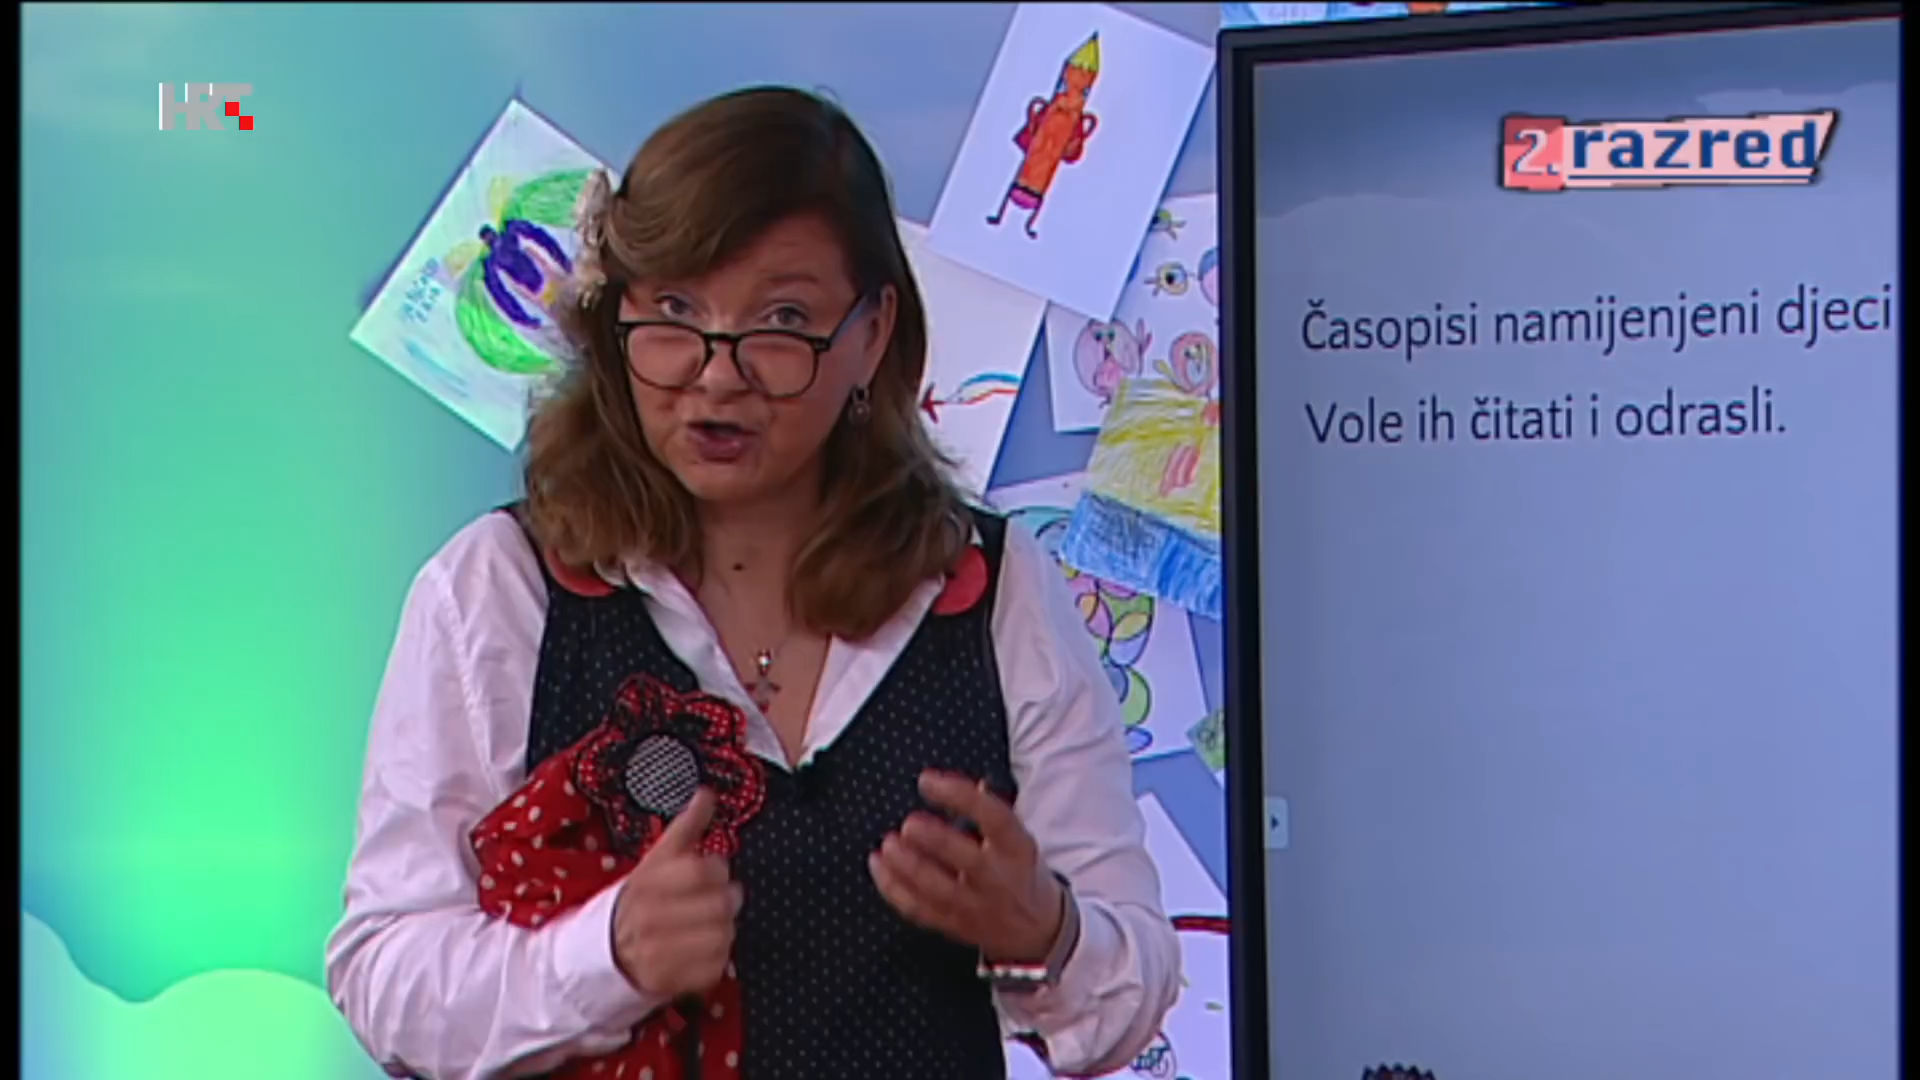 HRT
2. razred
Časopisi namijenjeni djeci
Vole ih čitati i odrasli.